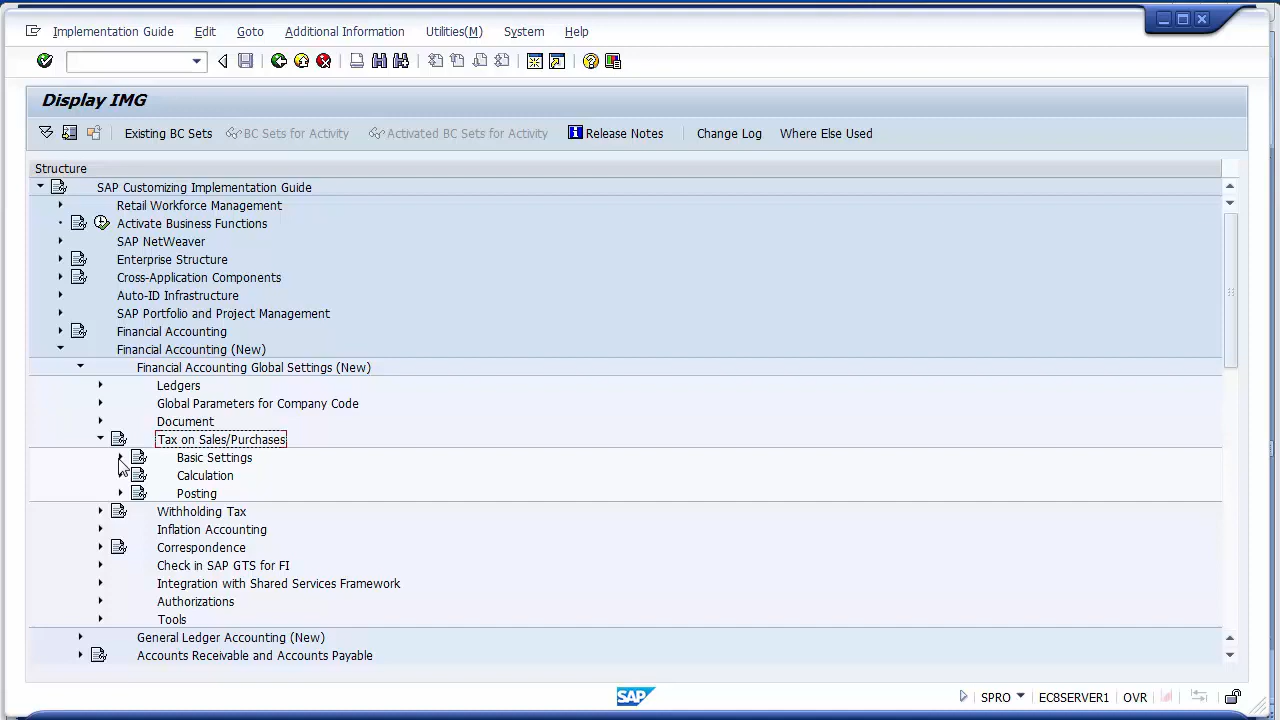 Implementation Guide Edit Goto Additional Information Utilities(M) System Help
Display IMG
Existing BC Sets BC Sets for Activity Activated BC Sets for Activity Release Notes Change Log Where Else Used
Structure
SAP Customizing Implementation Guide
Retail Workforce Management
Activate Business Functions
SAP NetWeaver
Enterprise Structure
Cross-Application Components
Auto-ID Infrastructure
SAP Portfolio and Project Management
Financial Accounting
Financial Accounting (New)
Financial Accounting Global Settings (New)
Ledgers
Global Parameters for Company Code
Document
Tax on Sales/Purchases
Basic Settings
Calculation
Posting
Withholding Tax
Inflation Accounting
Correspondence
Check in SAP GTS for FI
Integration with Shared Services Framework
Authorizations
Tools
General Ledger Accounting (New)
Accounts Receivable and Accounts Payable
SAP SPRO EC6SERVER1 OVR